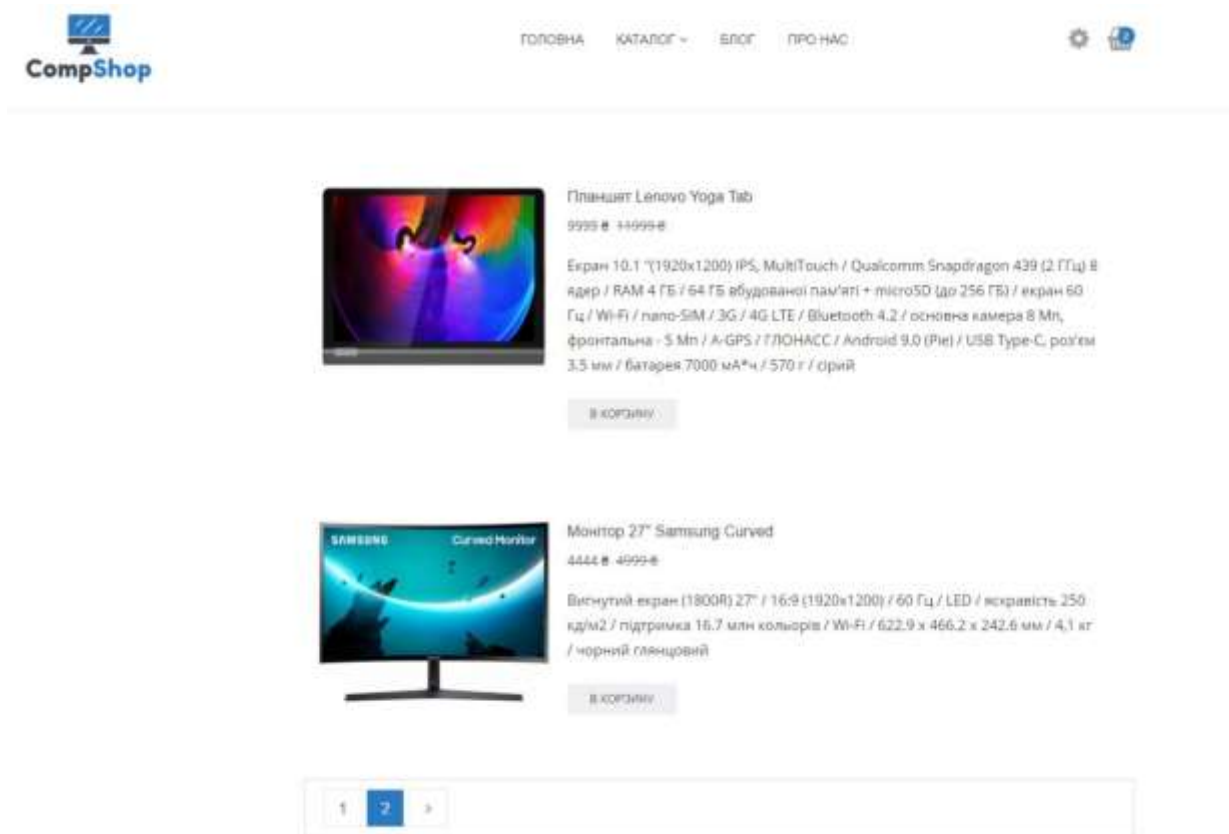 CompShop
ГОЛОВНА КАТАЛОГ БЛОГ ПРО НАС
Планшет Lenovo Yoga Tab
9999 ₴ 11999 ₴
Екран 10.1 "(1920x1200) IPS, MultiTouch / Qualcomm Snapdragon 439 (2 ГГц) 8
ядер / RAM 4 ГБ / 64 ГБ вбудованої пам'яті + microSD (до 256 ГБ) / екран 60
Гц / Wi-Fi / nano-SIM / 3G / 4G LTE / Bluetooth 4.2 / основна камера 8 Мп,
фронтальна - 5 Мп / A-GPS / ГЛОНАСС / Android 9.0 (Pie) / USB Type-C, роз'єм
3.5 мм / батарея 7000 мА*ч / 570 г / сірий
В КОРЗИНУ
SAMSUNG Curved Monitor
Монітор 27" Samsung Curved
4444 ₴ 4999 ₴
Вигнутий екран (1800R) 27" / 16:9 (1920x1200) / 60 Гц / LED / яскравість 250
кд/м2 / підтримка 16.7 млн кольорів / Wi-Fi / 622.9 x 466.2 x 242.6 мм / 4,1 кг
/ чорний глянцовий
В КОРЗИНУ
1 2 >